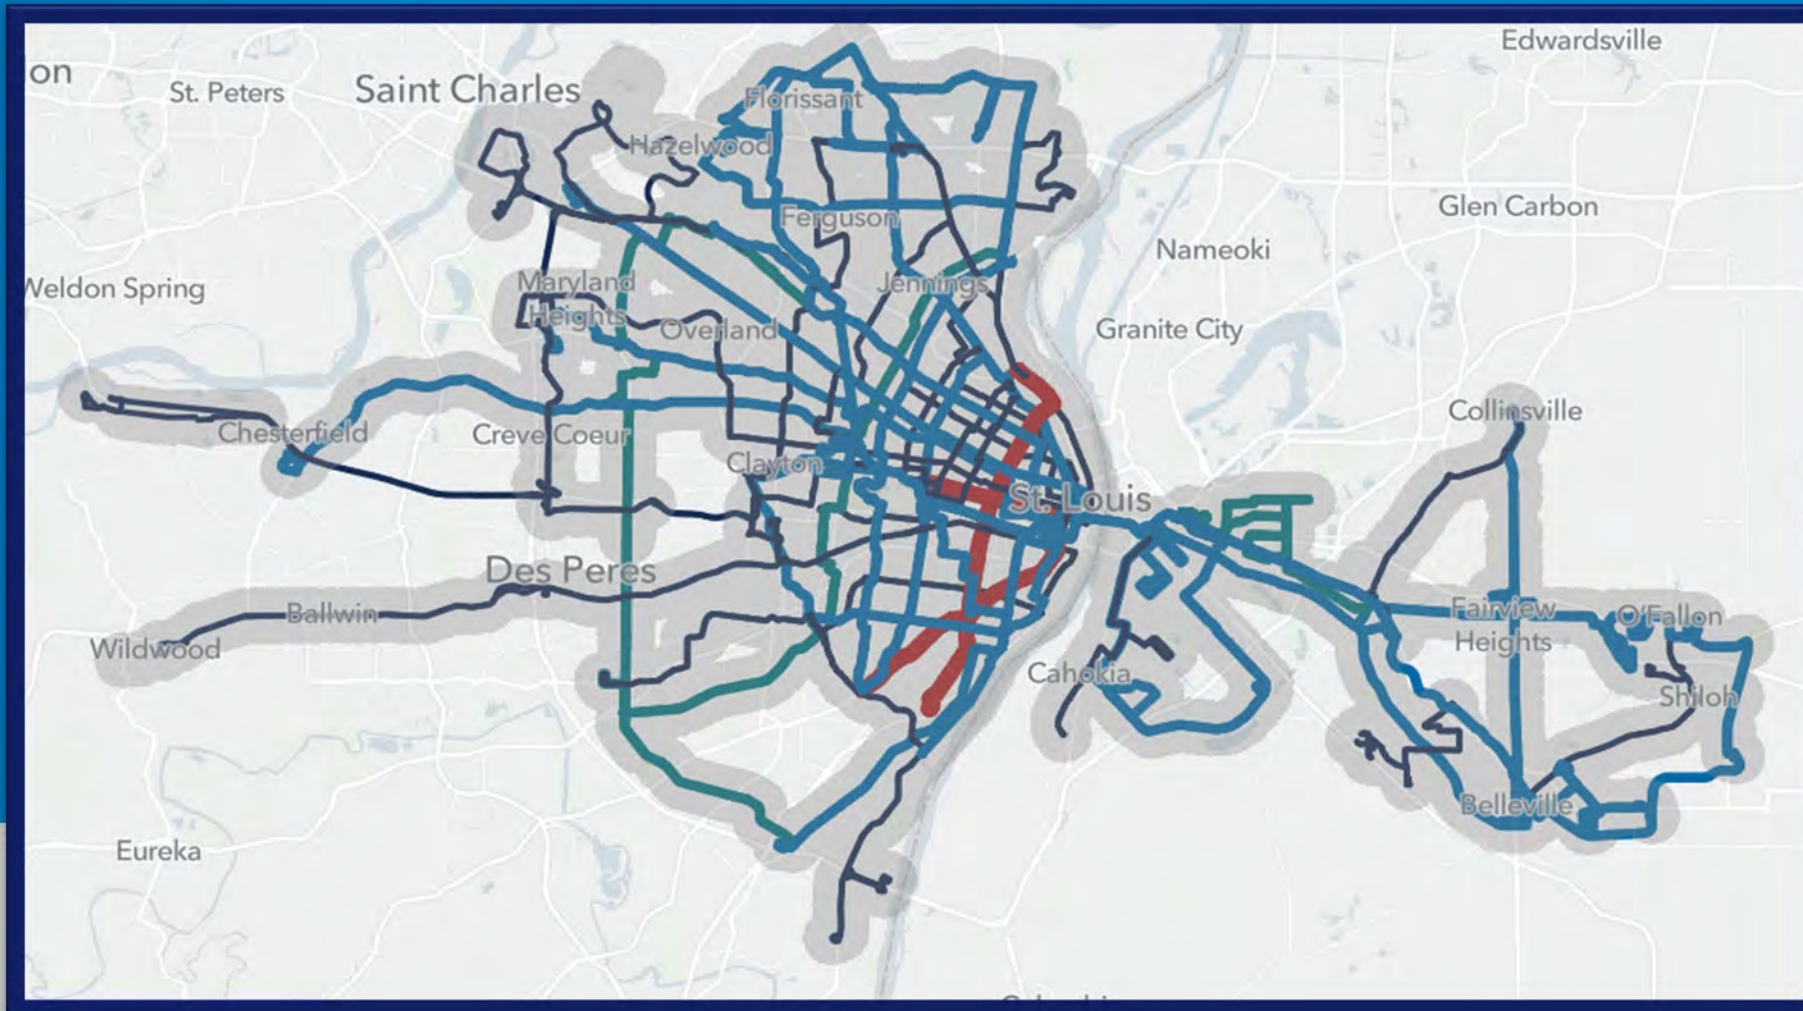 Edwardsville
on
St. Peters
Saint Charles
Florissant
Hazelwood
Glen Carbon
Ferguson
Nameoki
Weldon Spring
Maryland
Heights
Jennings
Overland
Granite City
Collinsville
Chesterfield
Creve Coeur
Clayton
St. Louis
Des Peres
Ballwin
Fairview
Heights
O'Fallon
Wildwood
Cahokia
Shiloh
Belleville
Eureka